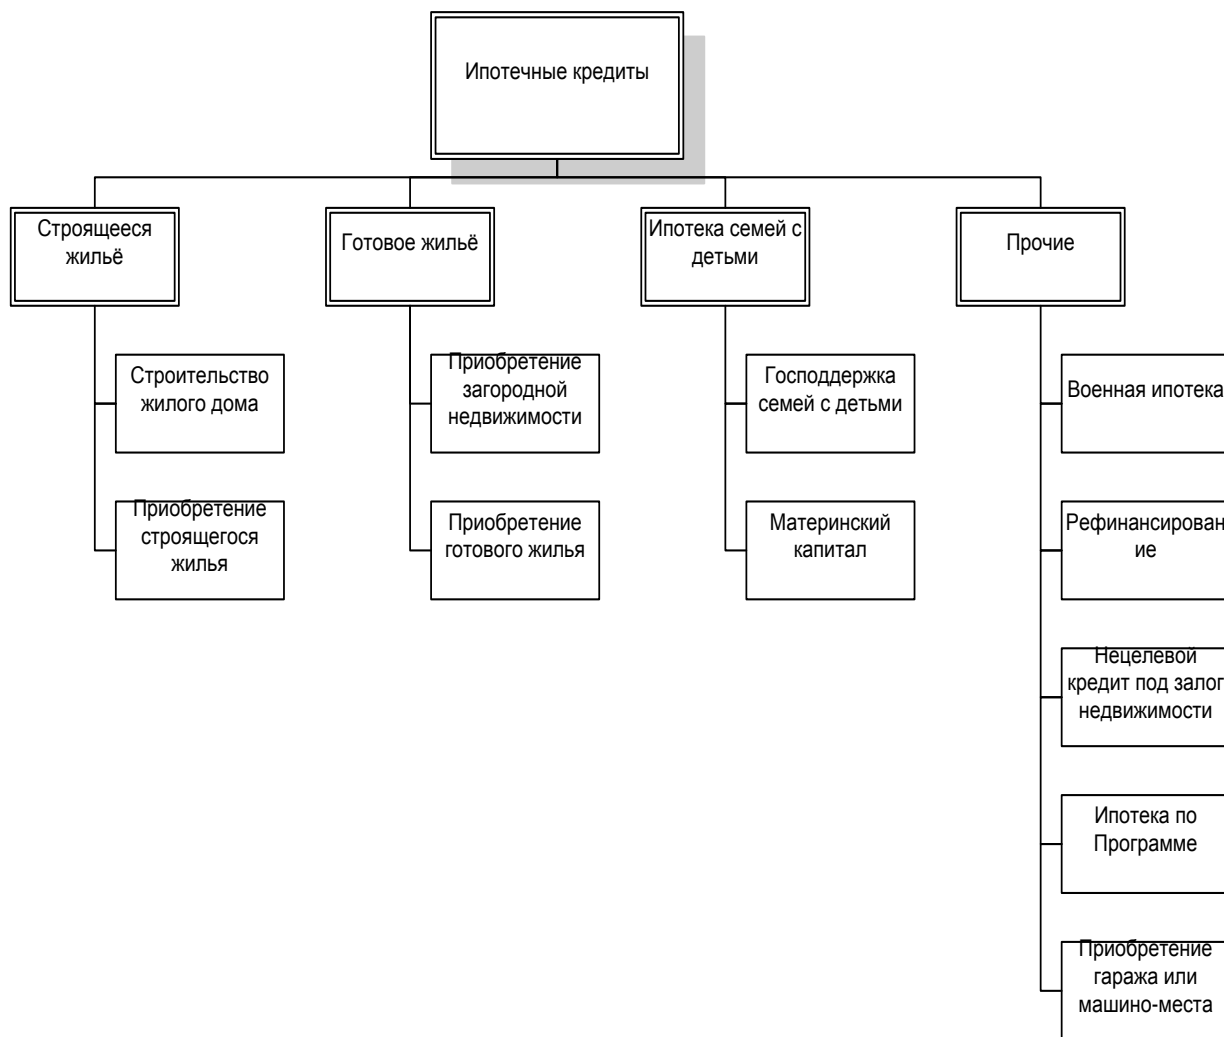 Ипотечные кредиты
Строящееся
жильё
Готовое жильё
Ипотека семей с
детьми
Прочие
Строительство
жилого дома
Приобретение
строящегося
жилья
Приобретение
загородной
недвижимости
Приобретение
готового жилья
Господдержка
семей с детьми
Материнский
капитал
Военная ипотека
Рефинансирован
ие
Нецелевой
кредит под залог
недвижимости
Ипотека по
Программе
Приобретение
гаража или
машино-места